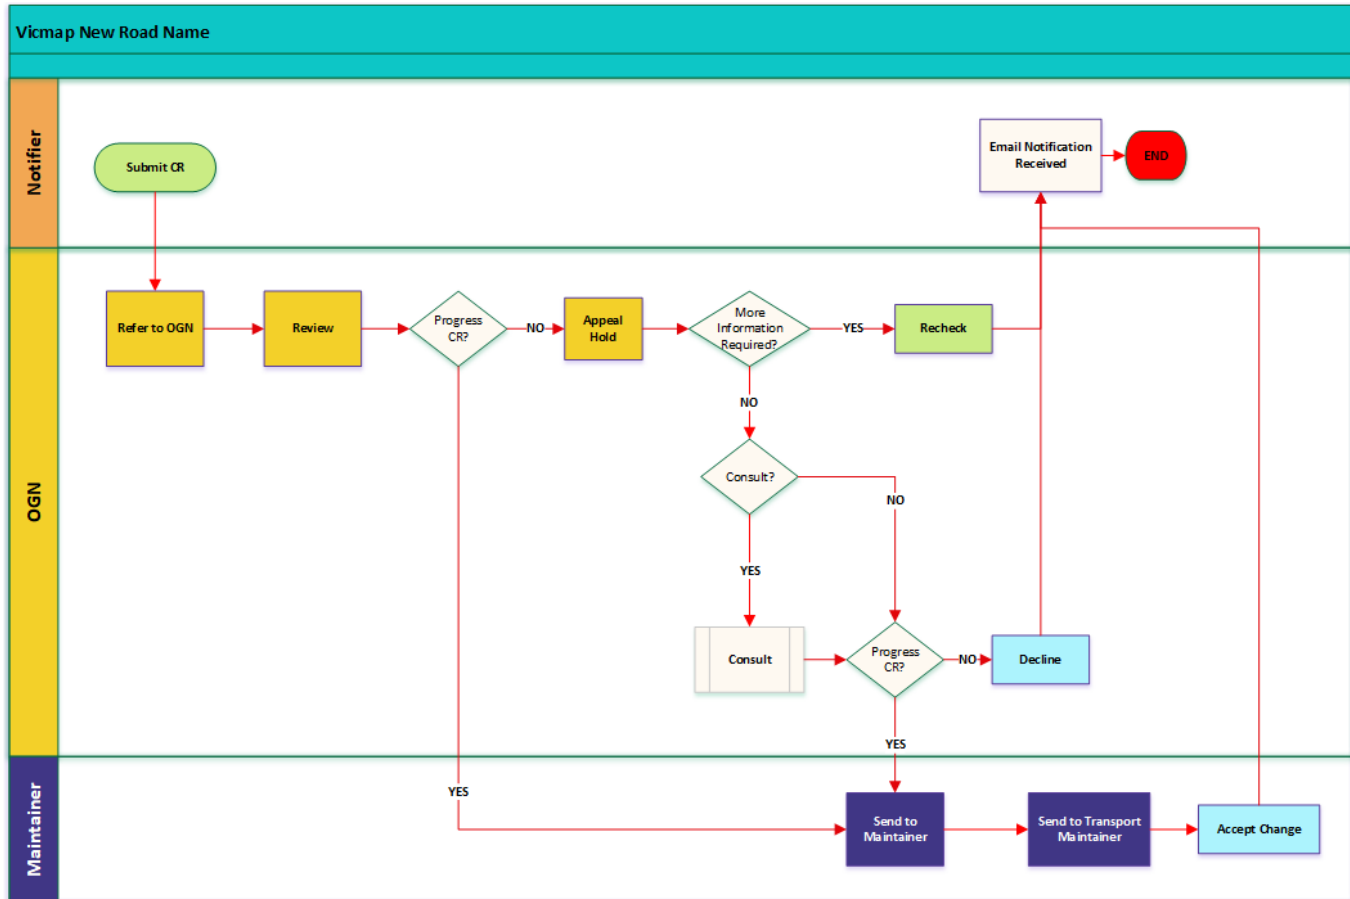 Vicmap New Road Name
Notifier
Submit CR
Email Notification
Received
END
OGN
Refer to OGN
Review
Progress
CR?
NO
Appeal
Hold
More
Information
Required?
YES
Recheck
NO
Consult?
NO
YES
Consult
Progress
CR?
NO
Decline
YES
Maintainer
YES
Send to
Maintainer
Send to Transport
Maintainer
Accept Change